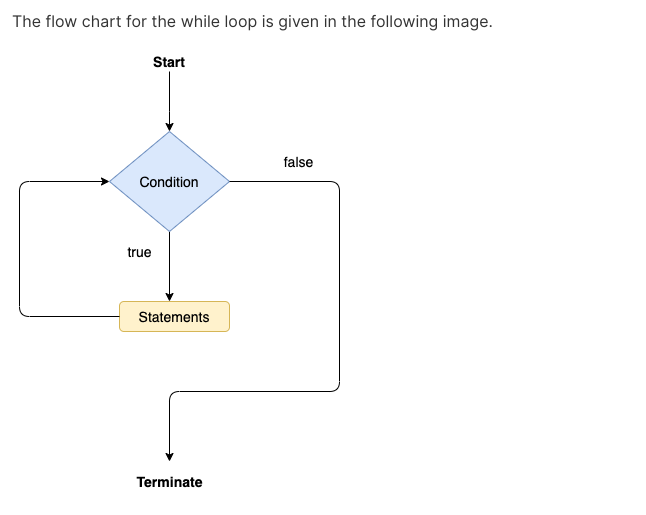 The flow chart for the while loop is given in the following image.
Start
false
Condition
true
Statements
Terminate